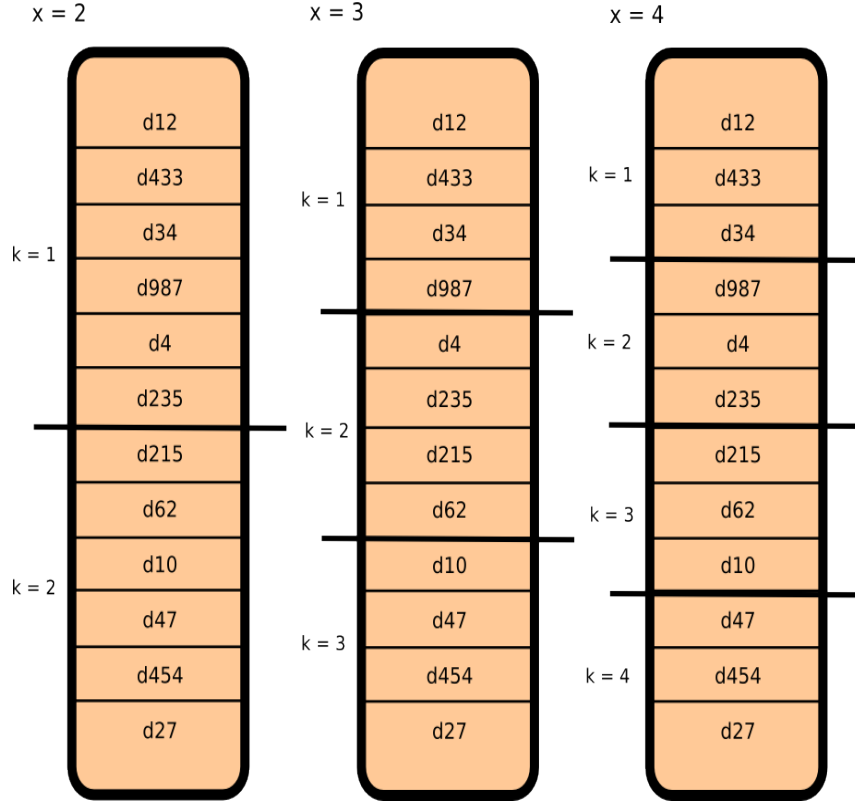 x = 2
k = 1
k = 2
d12
d433
d34
d987
d4
d235
d215
d62
d10
d47
d454
d27
x = 3
k = 1
k = 2
k = 3
d12
d433
d34
d987
d4
d235
d215
d62
d10
d47
d454
d27
x = 4
k = 1
k = 2
k = 3
k = 4
d12
d433
d34
d987
d4
d235
d215
d62
d10
d47
d454
d27